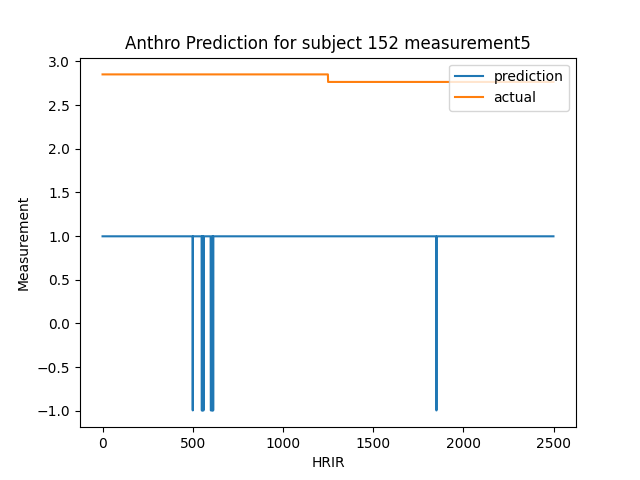 Anthro Prediction for subject 152 measurement5
prediction
actual
3.0
2.5
2.0
1.5
1.0
0.5
0.0
−0.5
−1.0
Measurement
0 500 1000 1500 2000 2500
HRIR